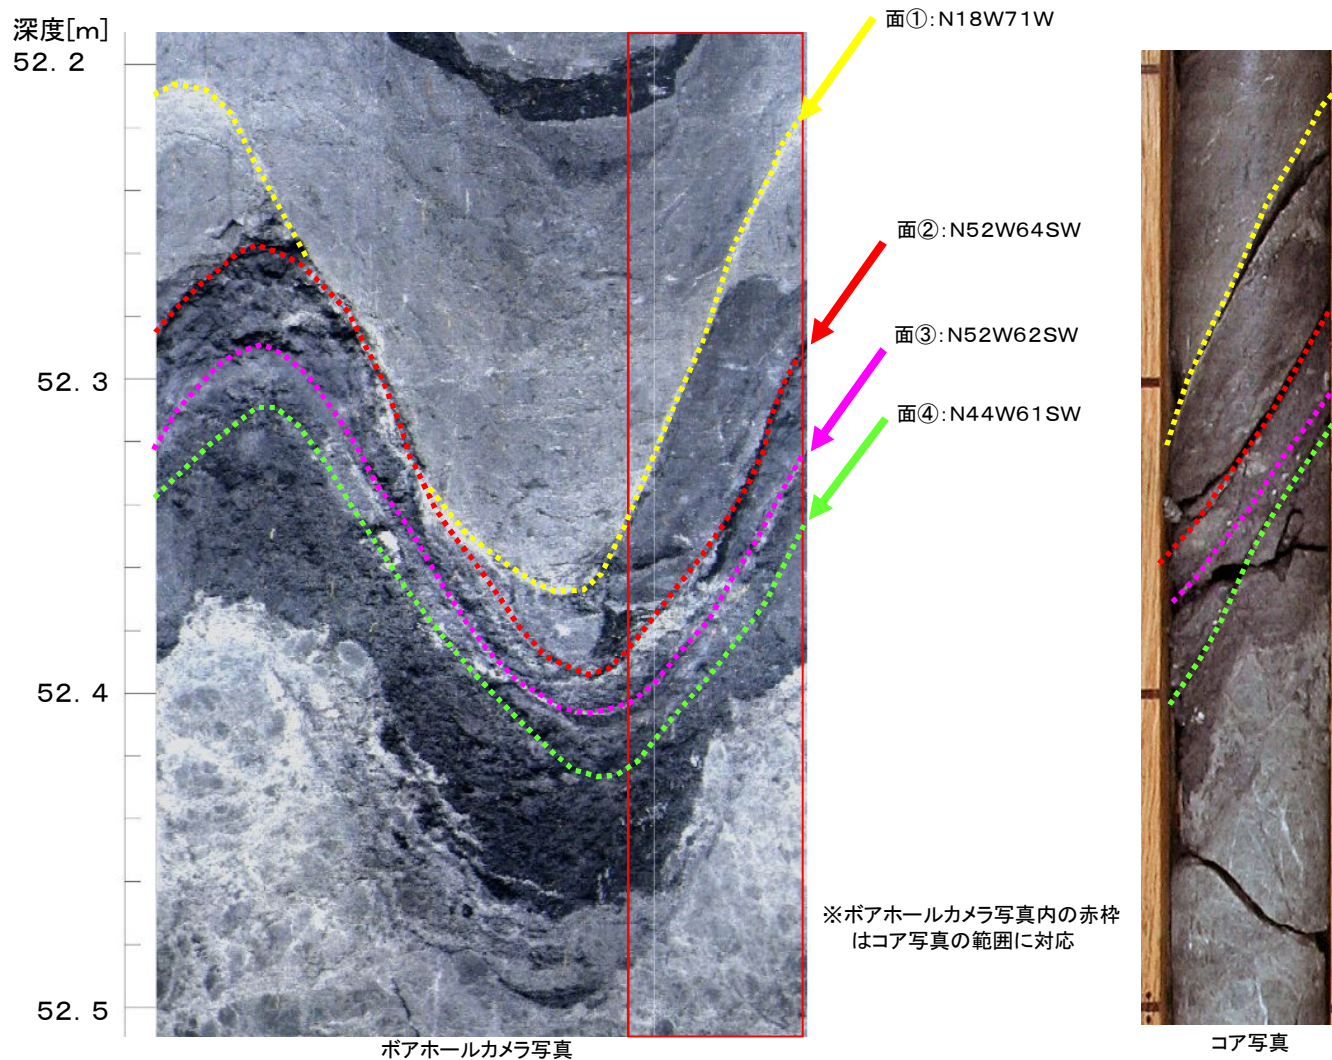 深度[m]
52.2
52.3
52.4
52.5
面①:N18W71W
面②:N52W64SW
面③:N52W62SW
面④:N44W61SW
※ボアホールカメラ写真内の赤枠
はコア写真の範囲に対応
ボアホールカメラ写真
コア写真